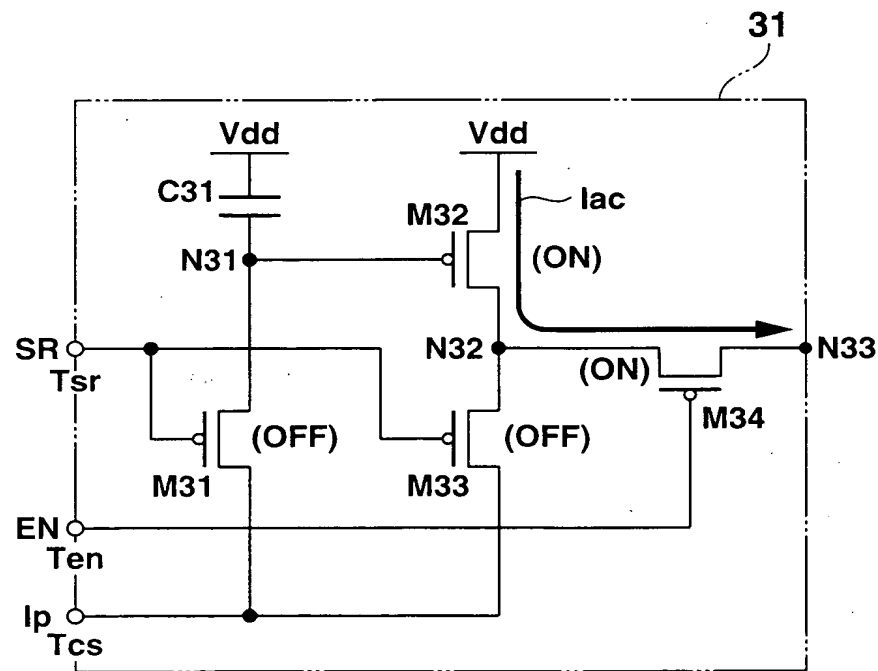 31
Vdd
Vdd
C31
Iac
M32
N31
(ON)
SR
N32
N33
Tsr
(ON)
M34
(OFF)
(OFF)
M31
M33
EN
Ten
Ip
Tcs